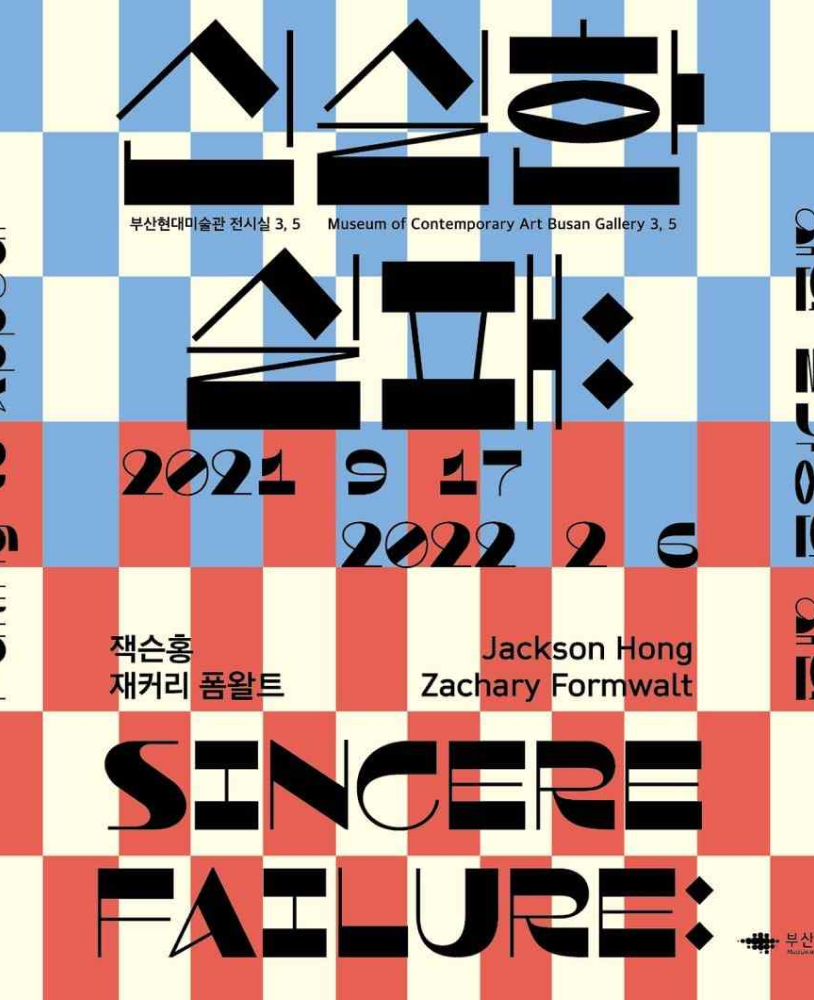 신실한
부산현대미술관 전시실 3, 5 Museum of Contemporary Art Busan Gallery 3, 5
실패:
2021 9 17
2022 2 6
잭슨홍 Jackson Hong
재커리 폼왈트 Zachary Formwalt
SINCERE
FAILURE:
부산